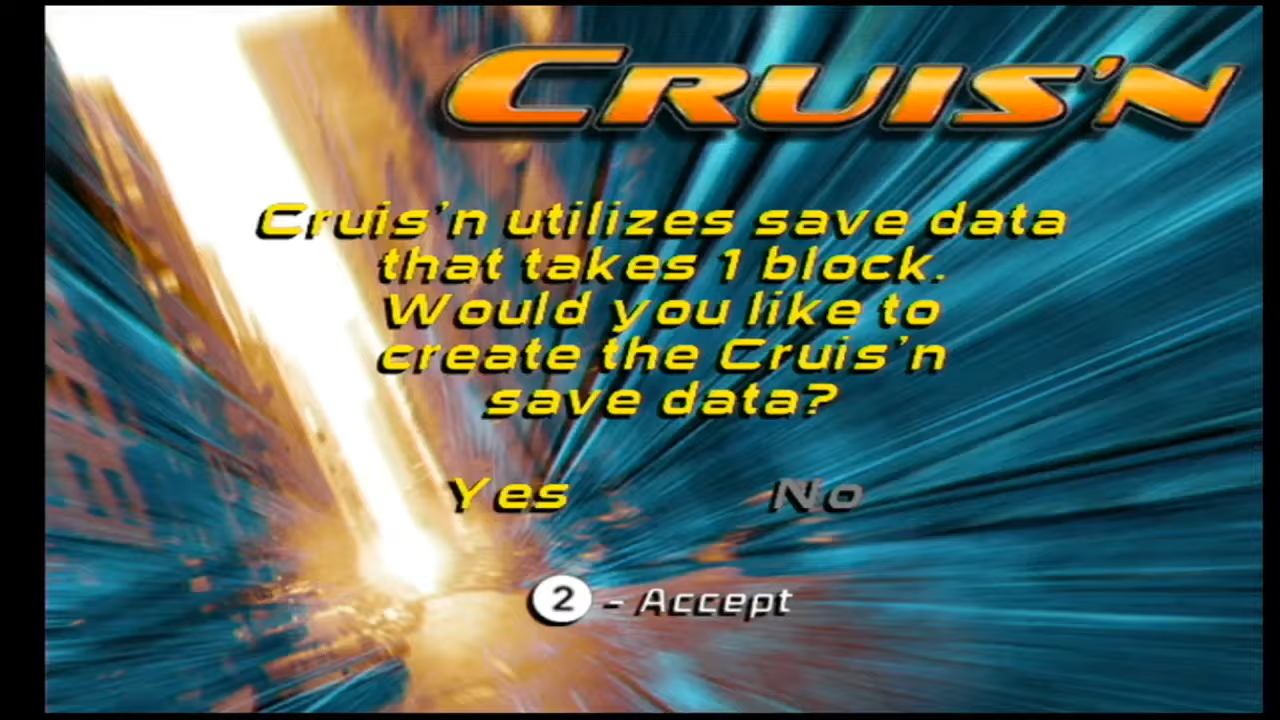 CRUIS'N
Cruis'n utilizes save data
that takes 1 block.
Would you like to
create the Cruis'n
save data?
Yes No
2 - Accept